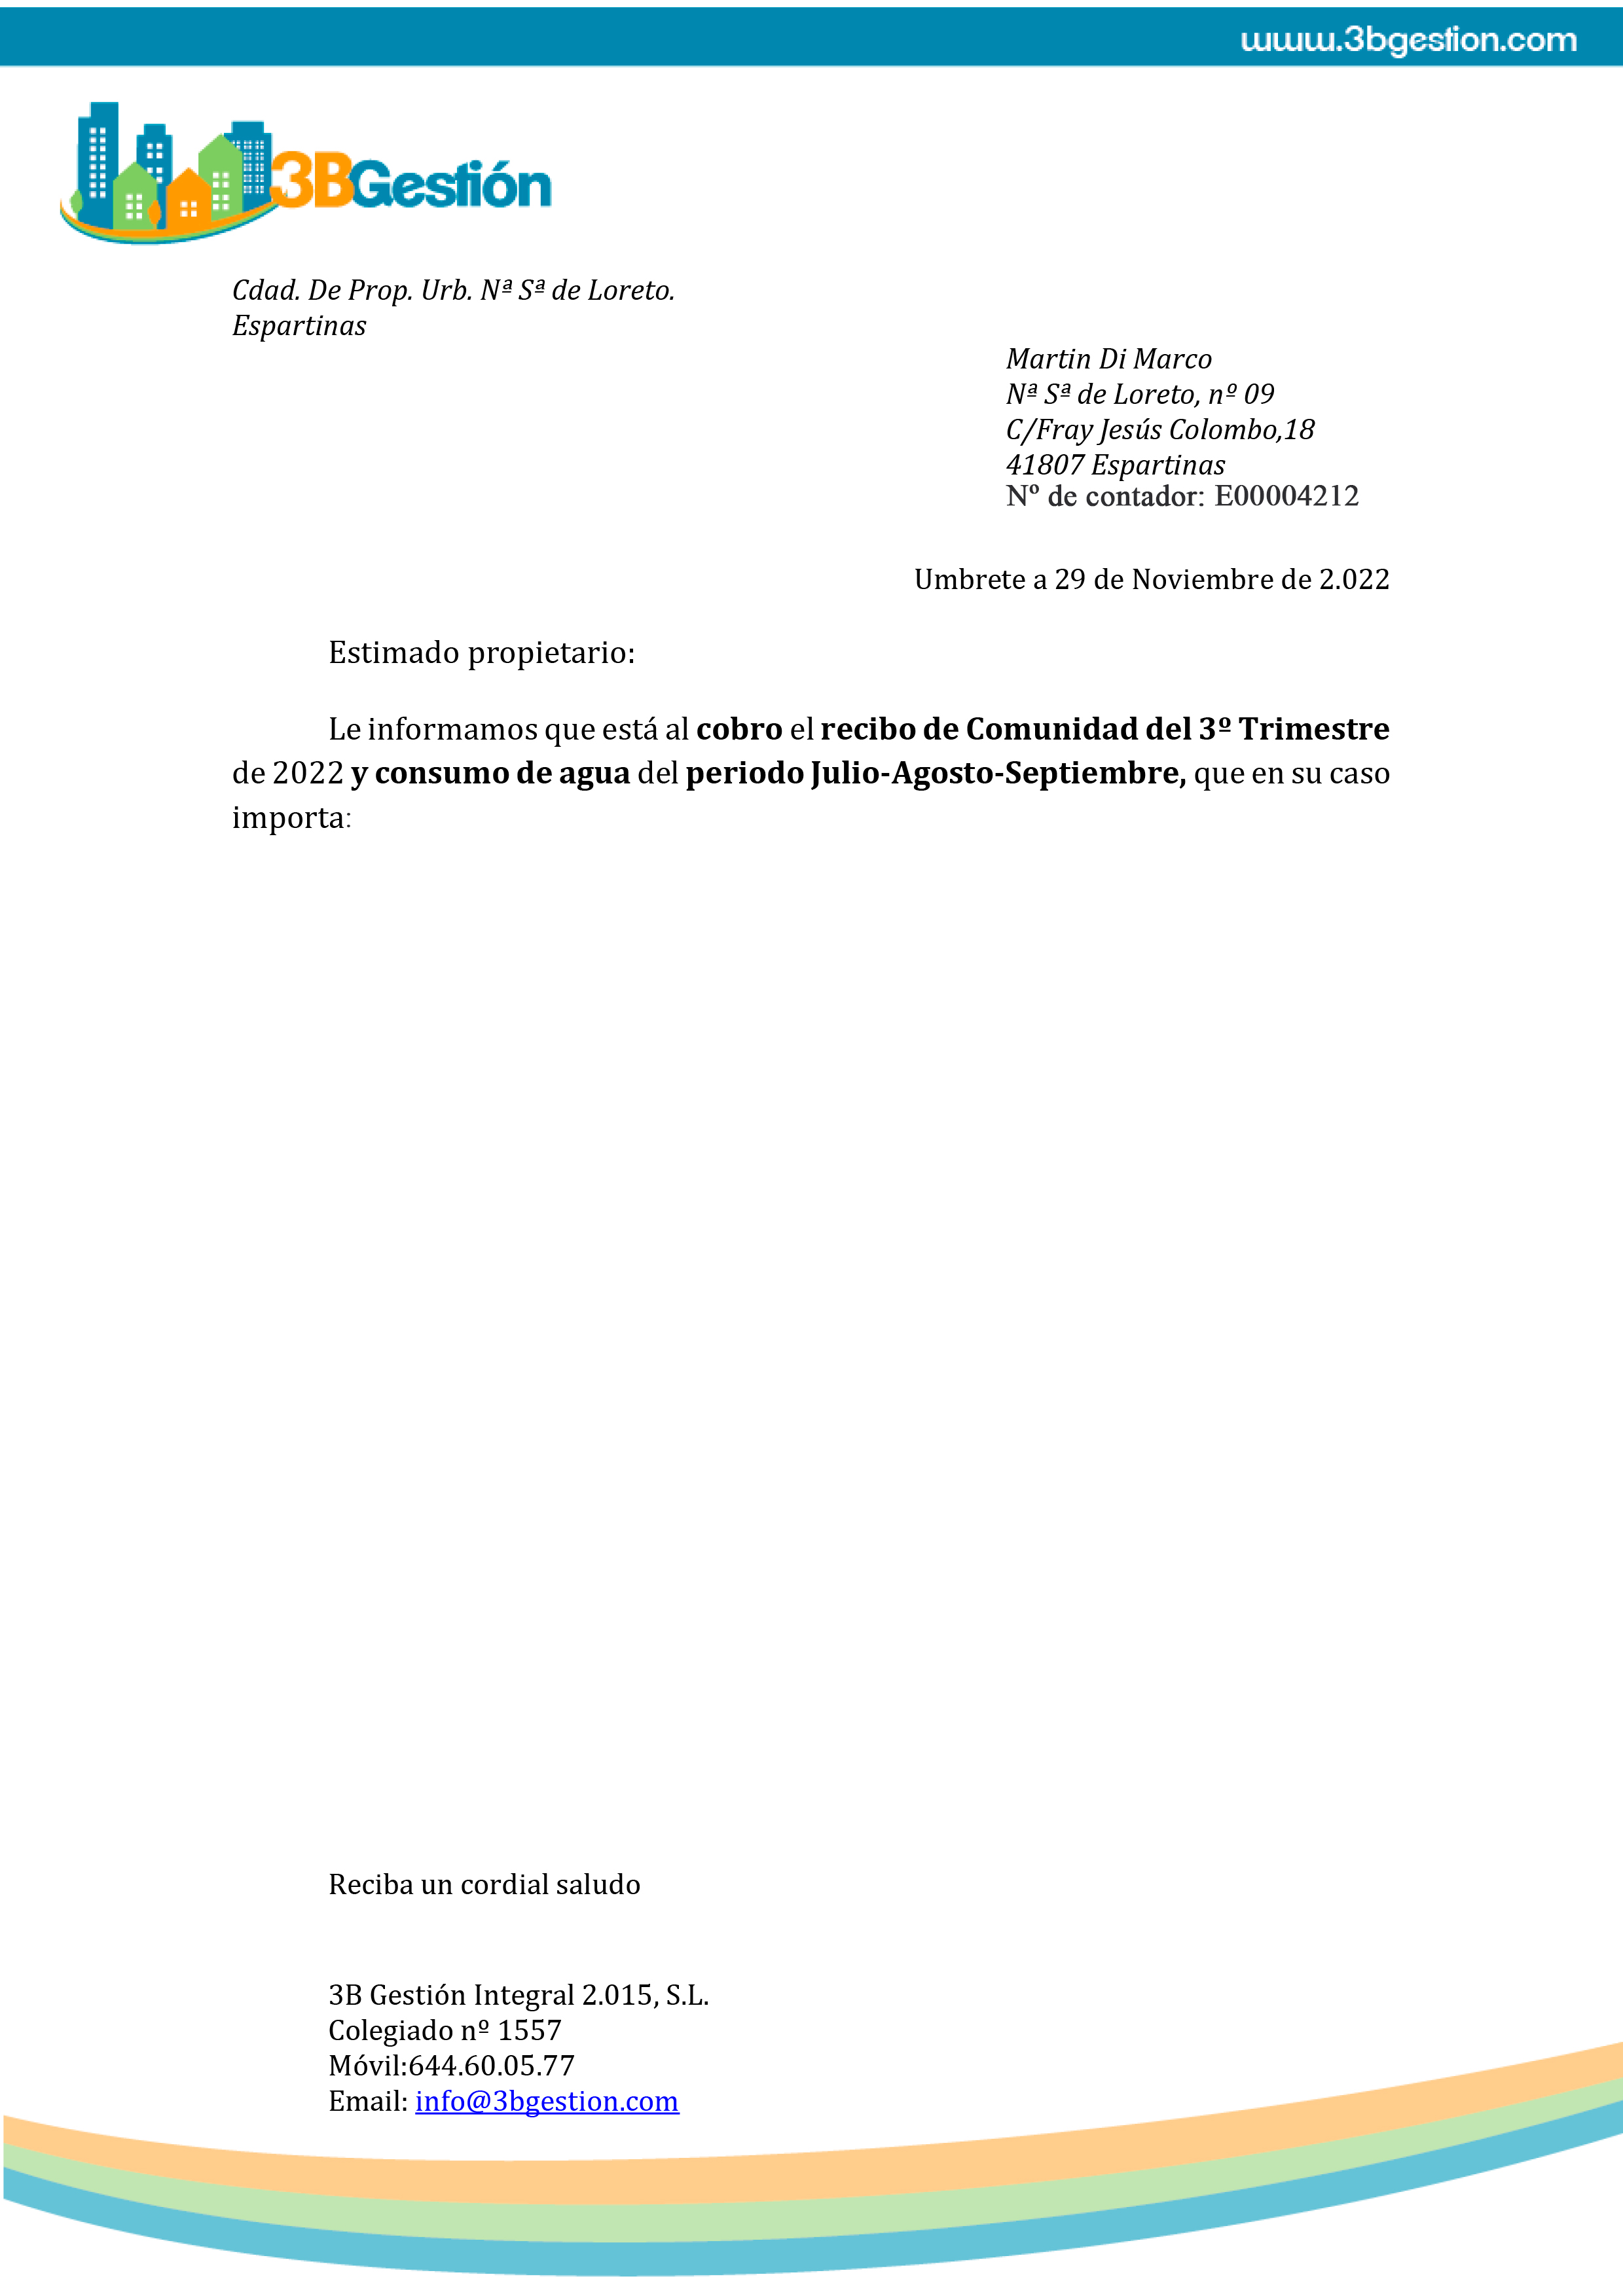 www.3bgestion.com
3BGestión
Cdad. De Prop. Urb. Nª Sª de Loreto.
Espartinas
Martin Di Marco
Nª Sª de Loreto, nº 09
C/Fray Jesús Colombo,18
41807 Espartinas
Nº de contador: E00004212
Umbrete a 29 de Noviembre de 2.022
Estimado propietario:
Le informamos que está al cobro el recibo de Comunidad del 3º Trimestre
de 2022 y consumo de agua del periodo Julio-Agosto-Septiembre, que en su caso
importa:
Reciba un cordial saludo
3B Gestión Integral 2.015, S.L.
Colegiado nº 1557
Móvil:644.60.05.77
Email: info@3bgestion.com